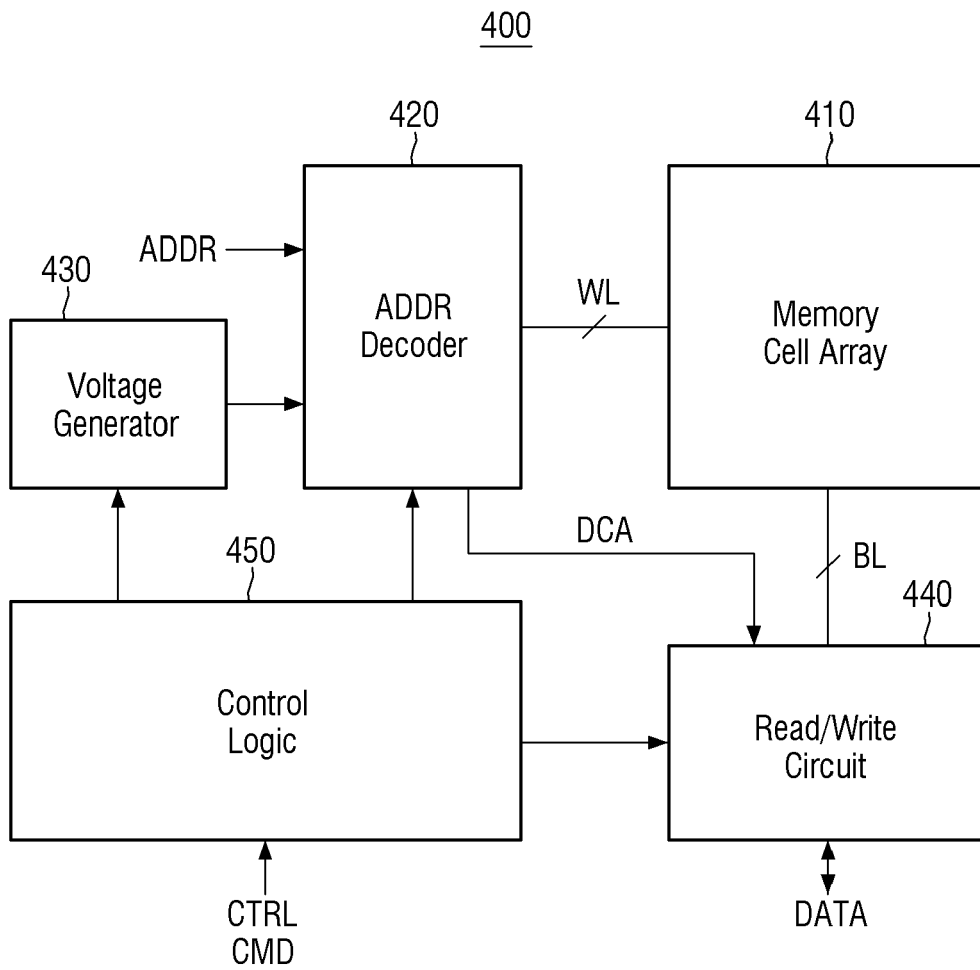 400
420
410
ADDR
430
ADDR
Decoder
WL
Memory
Cell Array
Voltage
Generator
DCA
BL
450
440
Control
Logic
Read/Write
Circuit
CTRL
CMD
DATA